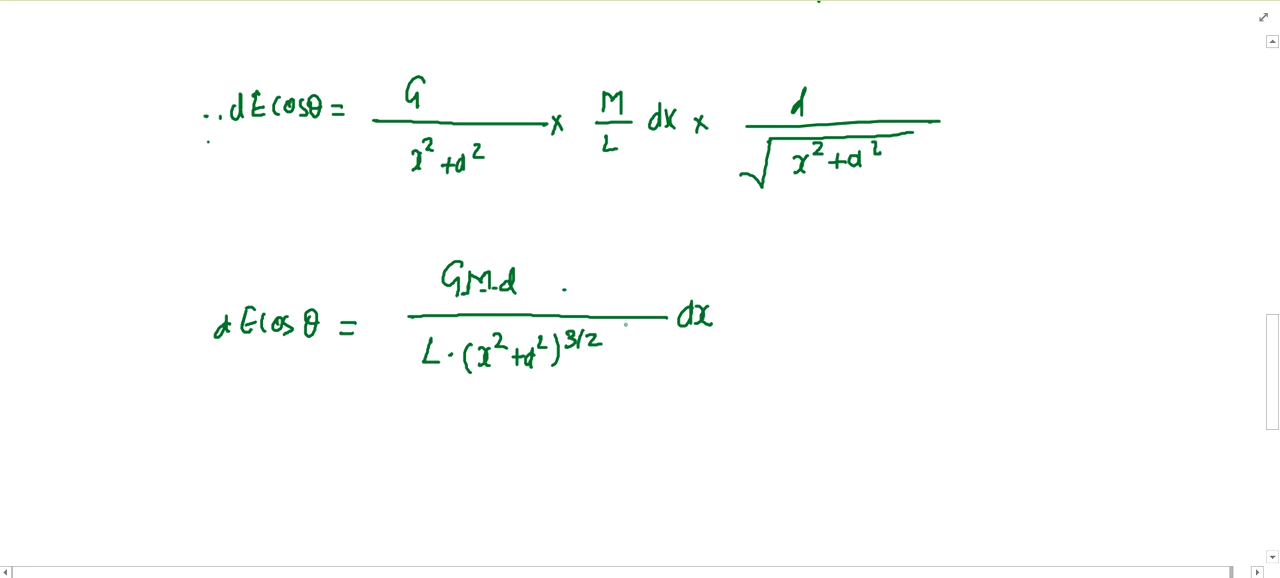 ∴ dE cosθ = G / (x² + d²) × M/L dx × d / √(x² + d²)
dE cosθ = GMd / (L·(x² + d²)^3/2) dx